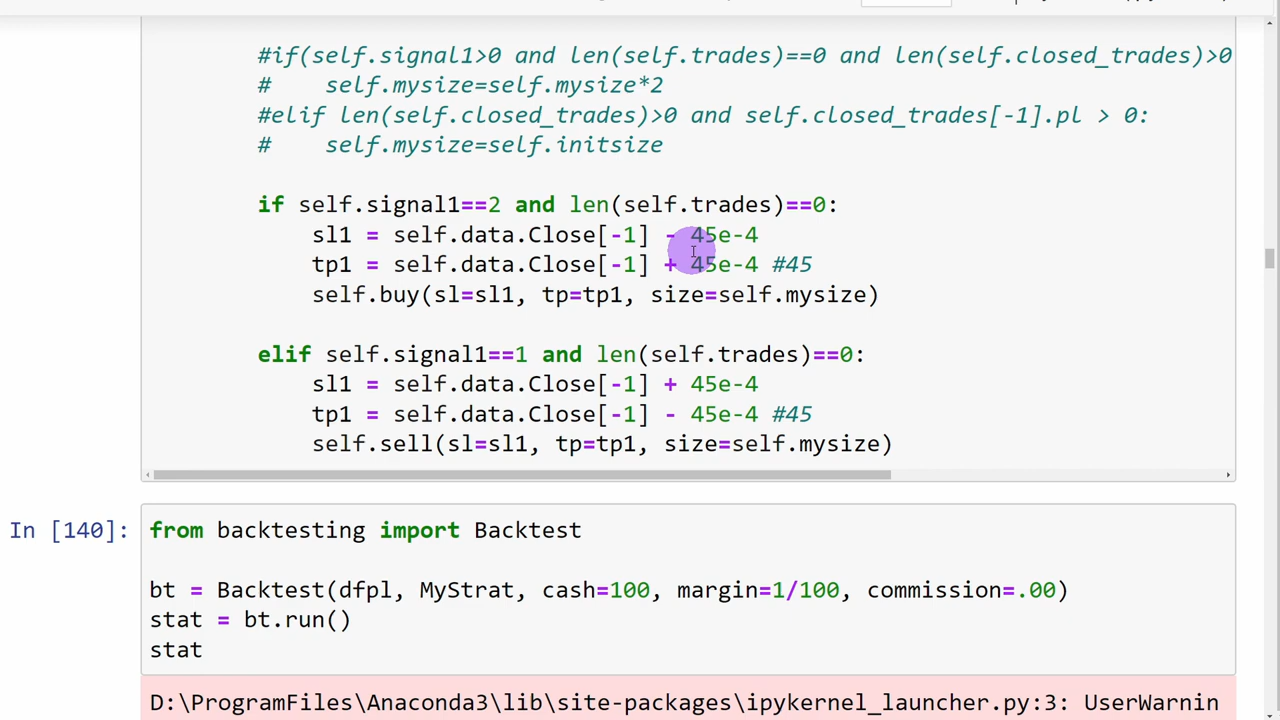 #if(self.signal1>0 and len(self.trades)==0 and len(self.closed_trades)>0
#    self.mysize=self.mysize*2
#elif len(self.closed_trades)>0 and self.closed_trades[-1].pl > 0:
#    self.mysize=self.initsize
if self.signal1==2 and len(self.trades)==0:
sl1 = self.data.Close[-1] - 45e-4
tp1 = self.data.Close[-1] + 45e-4 #45
self.buy(sl=sl1, tp=tp1, size=self.mysize)
elif self.signal1==1 and len(self.trades)==0:
sl1 = self.data.Close[-1] + 45e-4
tp1 = self.data.Close[-1] - 45e-4 #45
self.sell(sl=sl1, tp=tp1, size=self.mysize)
In [140]: from backtesting import Backtest
bt = Backtest(dfpl, MyStrat, cash=100, margin=1/100, commission=.00)
stat = bt.run()
stat
D:\ProgramFiles\Anaconda3\lib\site-packages\ipykernel_launcher.py:3: UserWarnin